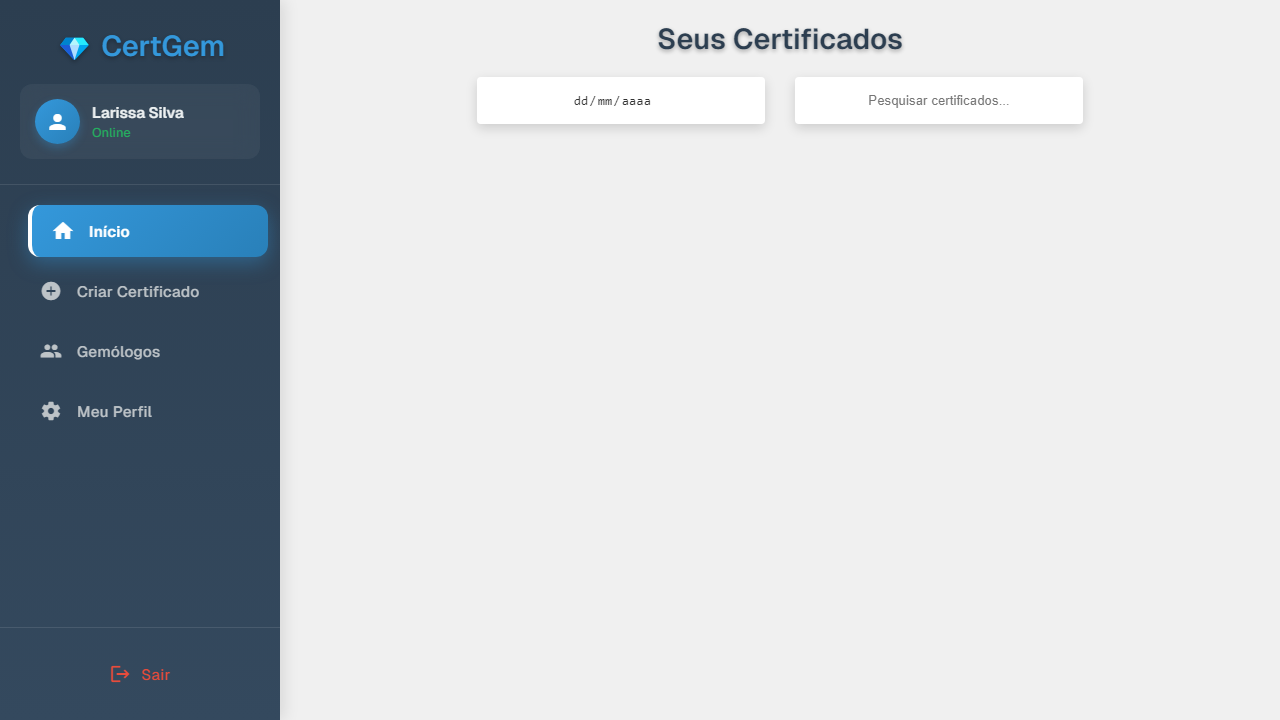 CertGem
Larissa Silva
Online
Início
Criar Certificado
Gemólogos
Meu Perfil
Sair
Seus Certificados
dd/mm/aaaa
Pesquisar certificados...